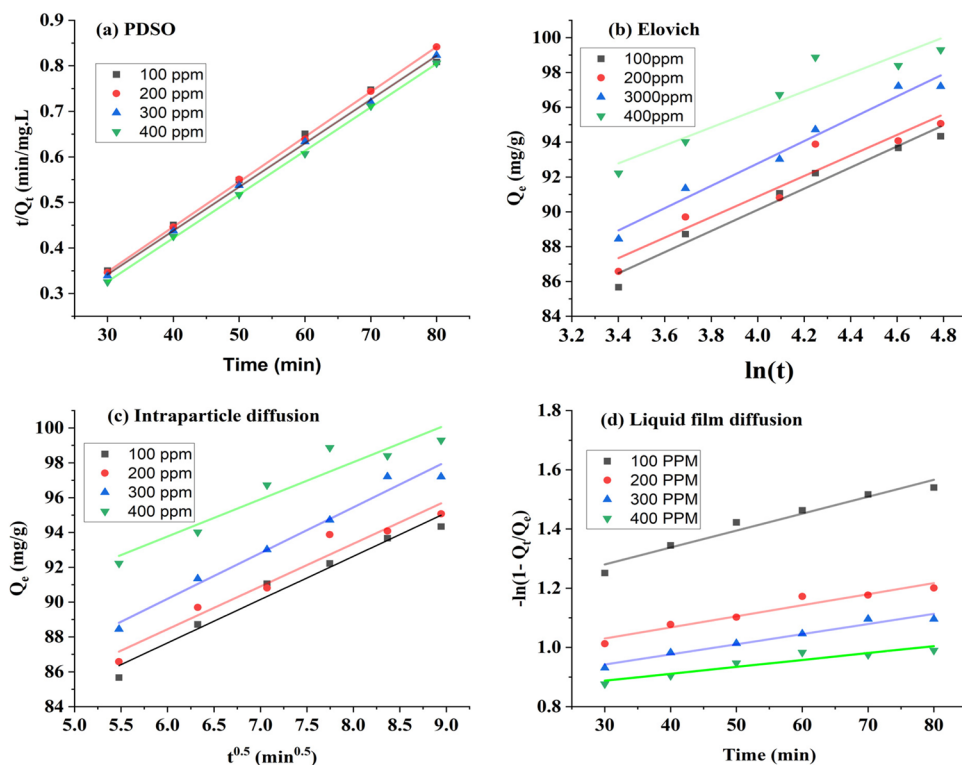 (a) PDSO
100 ppm
200 ppm
300 ppm
400 ppm
t/Qt (min/mg.L)
0.9
0.8
0.7
0.6
0.5
0.4
0.3
30 40 50 60 70 80
Time (min)
(b) Elovich
100ppm
200ppm
3000ppm
400ppm
Qe (mg/g)
100
98
96
94
92
90
88
86
84
3.2 3.4 3.6 3.8 4.0 4.2 4.4 4.6 4.8
ln(t)
(c) Intraparticle diffusion
100 ppm
200 ppm
300 ppm
400 ppm
Qe (mg/g)
100
98
96
94
92
90
88
86
84
5.0 5.5 6.0 6.5 7.0 7.5 8.0 8.5 9.0
t^0.5 (min^0.5)
(d) Liquid film diffusion
100 PPM
200 PPM
300 PPM
400 PPM
-ln(1- Qt/Qe)
1.8
1.6
1.4
1.2
1.0
0.8
30 40 50 60 70 80
Time (min)